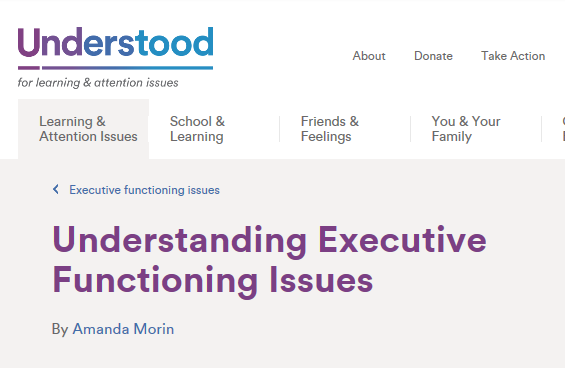 Understood
for learning & attention issues
About Donate Take Action
Learning &
Attention Issues
School &
Learning
Friends &
Feelings
You & Your
Family
Executive functioning issues
Understanding Executive
Functioning Issues
By Amanda Morin